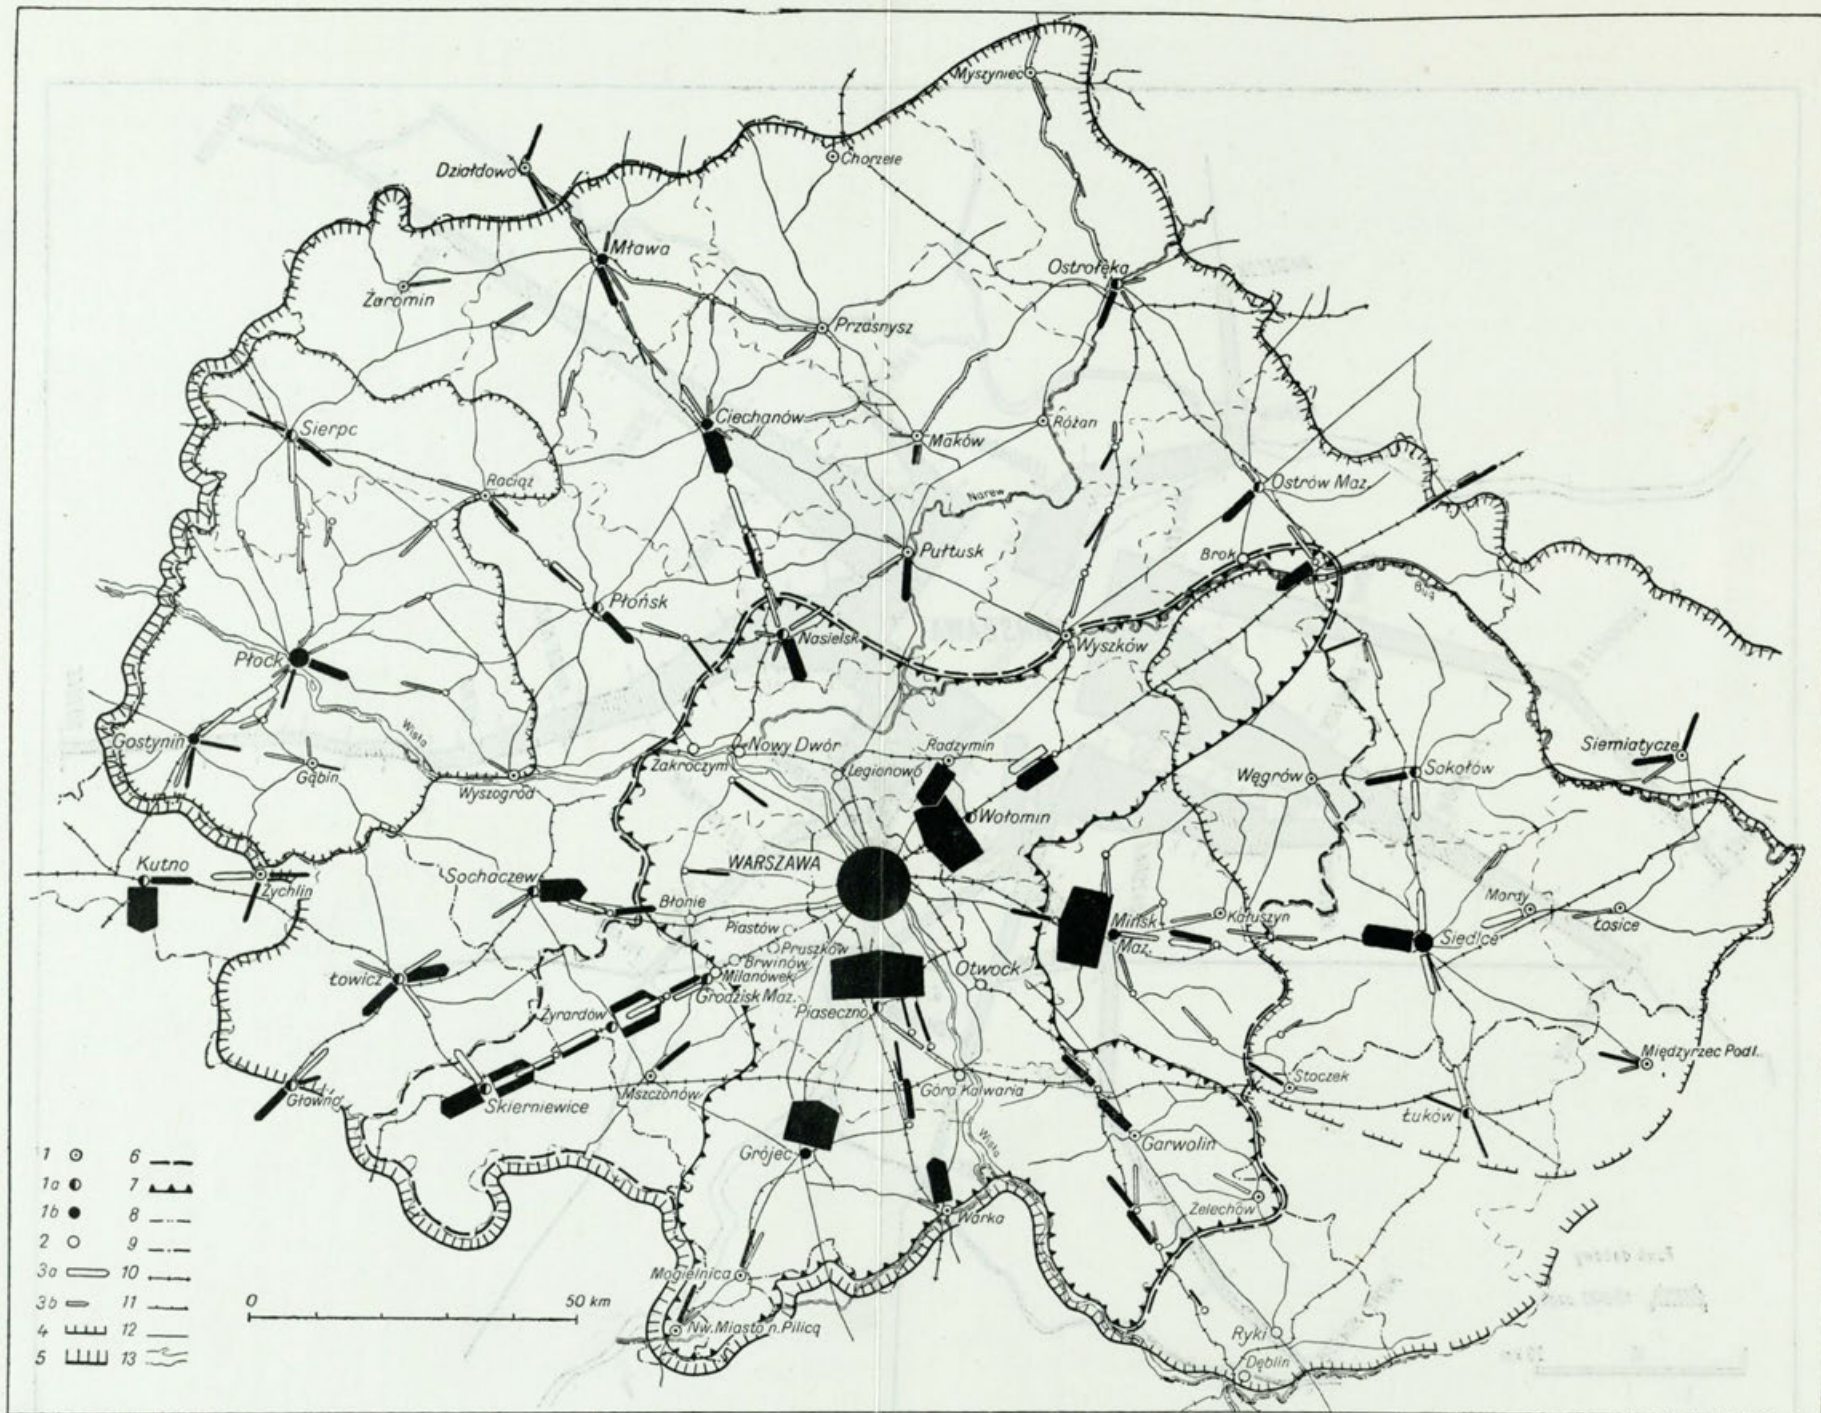 Myszyniec
Działdowo
Chorzele
Mława
Żuromin
Ostrołęka
Przasnysz
Ciechanów
Sierpc
Maków
Różan
Raciąż
Narew
Ostrów Maz.
Pułtusk
Brok
Bug
Płońsk
Nasielsk
Wyszków
Płock
Wisła
Gostynin
Nowy Dwór
Radzymin
Siemiatycze
Zakroczym
Legionowo
Węgrów
Sokołów
Gąbin
Wyszogród
Wołomin
Kutno
WARSZAWA
Sochaczew
Żychlin
Błonie
Mordy
Piastów
Mińsk
Maz.
Kałuszyn
Łosice
Siedlce
Pruszków
Brwinów
Otwock
Łowicz
Milanówek
Grodzisk Maz.
Żyrardów
Piaseczno
Międzyrzec Podl.
Stoczek
Głowno
Skierniewice
Mszczonów
Góra Kalwaria
Łuków
Wisła
Garwolin
Grójec
Żelechów
Warka
Mogielnica
Nw. Miasto n. Pilicą
Ryki
Dęblin
1 6
1a 7
1b 8
2 9
3a 10
3b 11
4 12
5 13
0 50 km